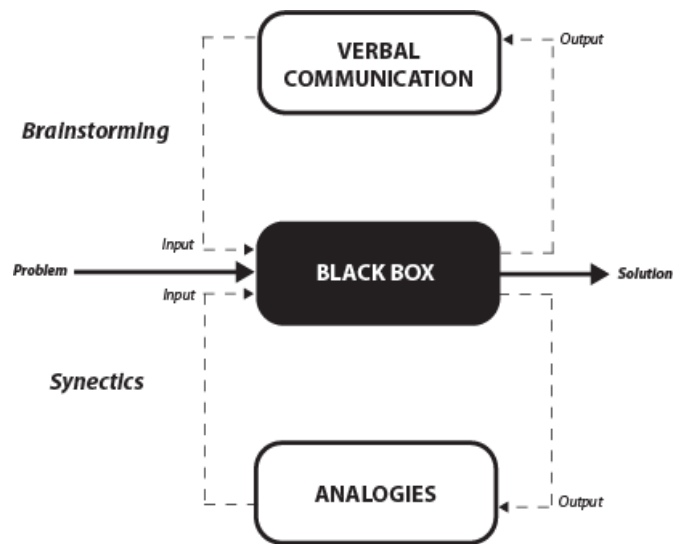 VERBAL
COMMUNICATION
Output
Brainstorming
Input
Problem
BLACK BOX
Solution
Input
Synectics
ANALOGIES
Output